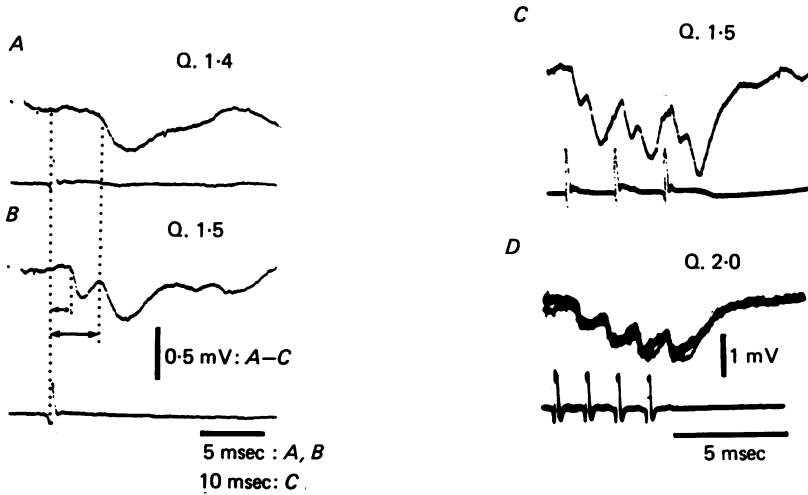 A
Q. 1·4
B
Q. 1·5
0·5 mV: A–C
5 msec : A, B
10 msec: C
C
Q. 1·5
D
Q. 2·0
1 mV
5 msec